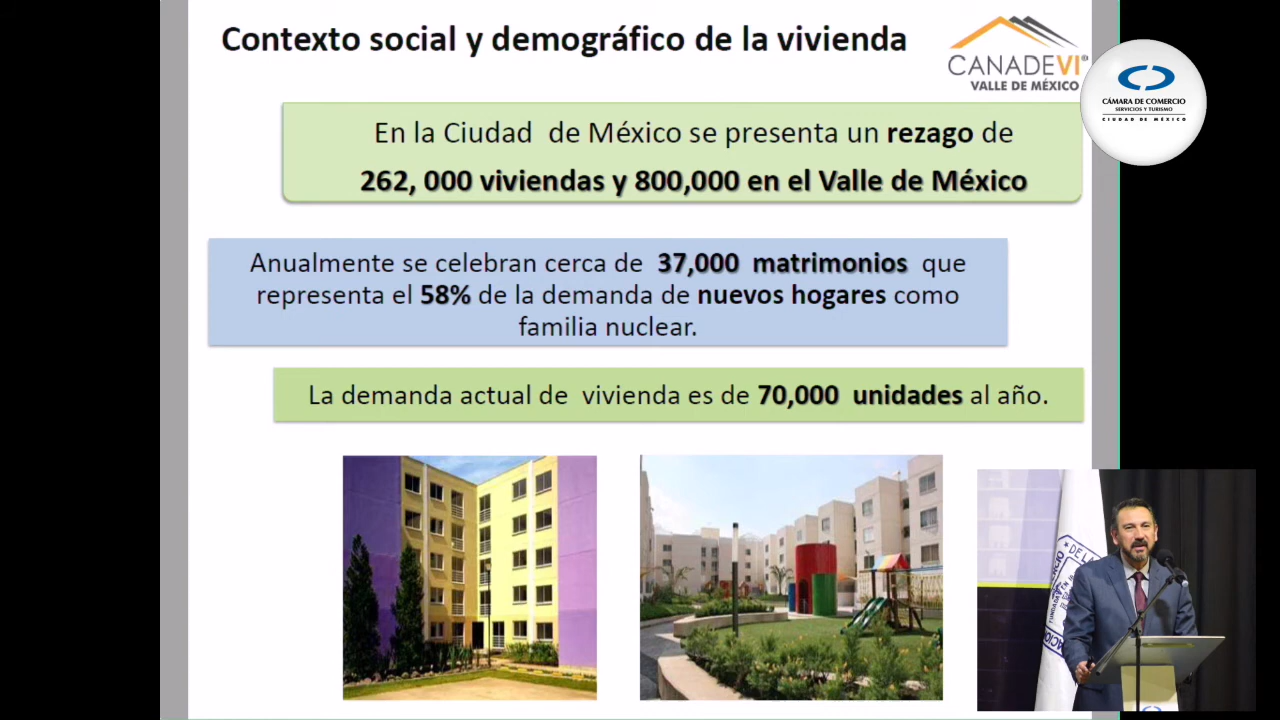 Contexto social y demográfico de la vivienda
CANADEVI®
VALLE DE MÉXICO
CÁMARA DE COMERCIO
SERVICIOS Y TURISMO
CIUDAD DE MÉXICO
En la Ciudad de México se presenta un rezago de
262, 000 viviendas y 800,000 en el Valle de México
Anualmente se celebran cerca de 37,000 matrimonios que
representa el 58% de la demanda de nuevos hogares como
familia nuclear.
La demanda actual de vivienda es de 70,000 unidades al año.
DE LA